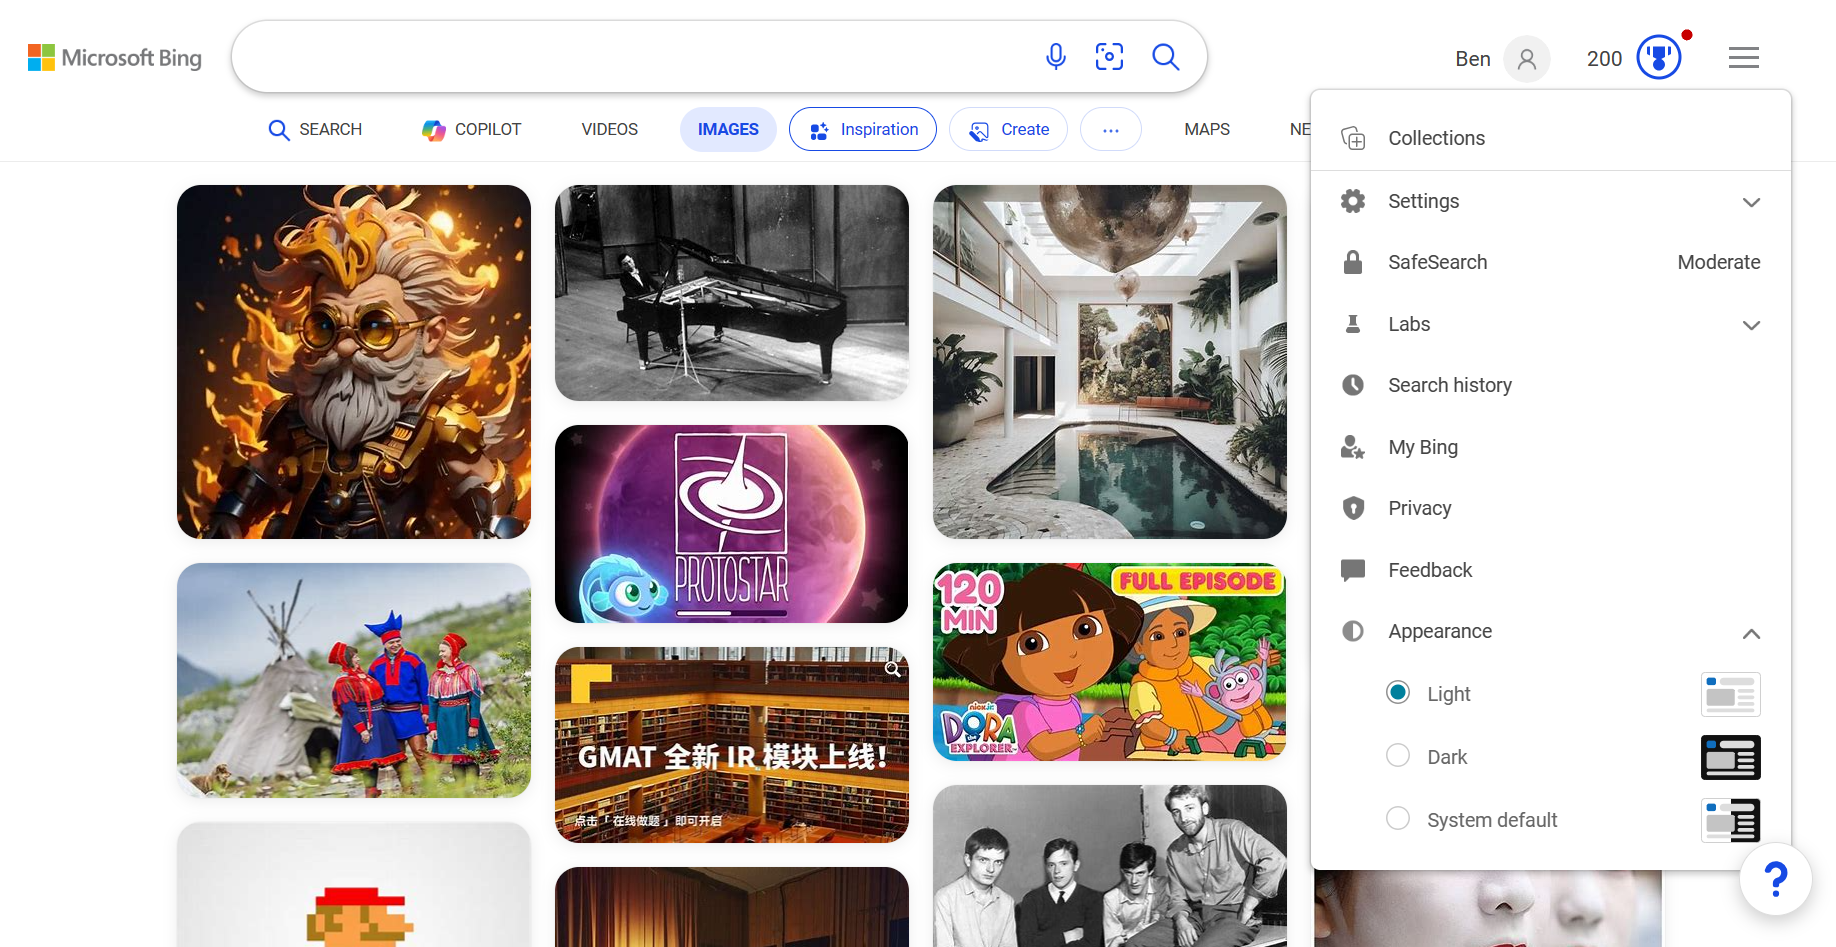 Microsoft Bing
Ben
200
SEARCH
COPILOT
VIDEOS
IMAGES
Inspiration
Create
...
MAPS
NE
Collections
Settings
SafeSearch Moderate
Labs
Search history
My Bing
Privacy
Feedback
Appearance
Light
Dark
System default
PROTOSTAR
GMAT 全新 IR 模块上线!
点击「 在线做题 」即可开启
120
MIN
FULL EPISODE
nick jr.
DORA
the
EXPLORER
?